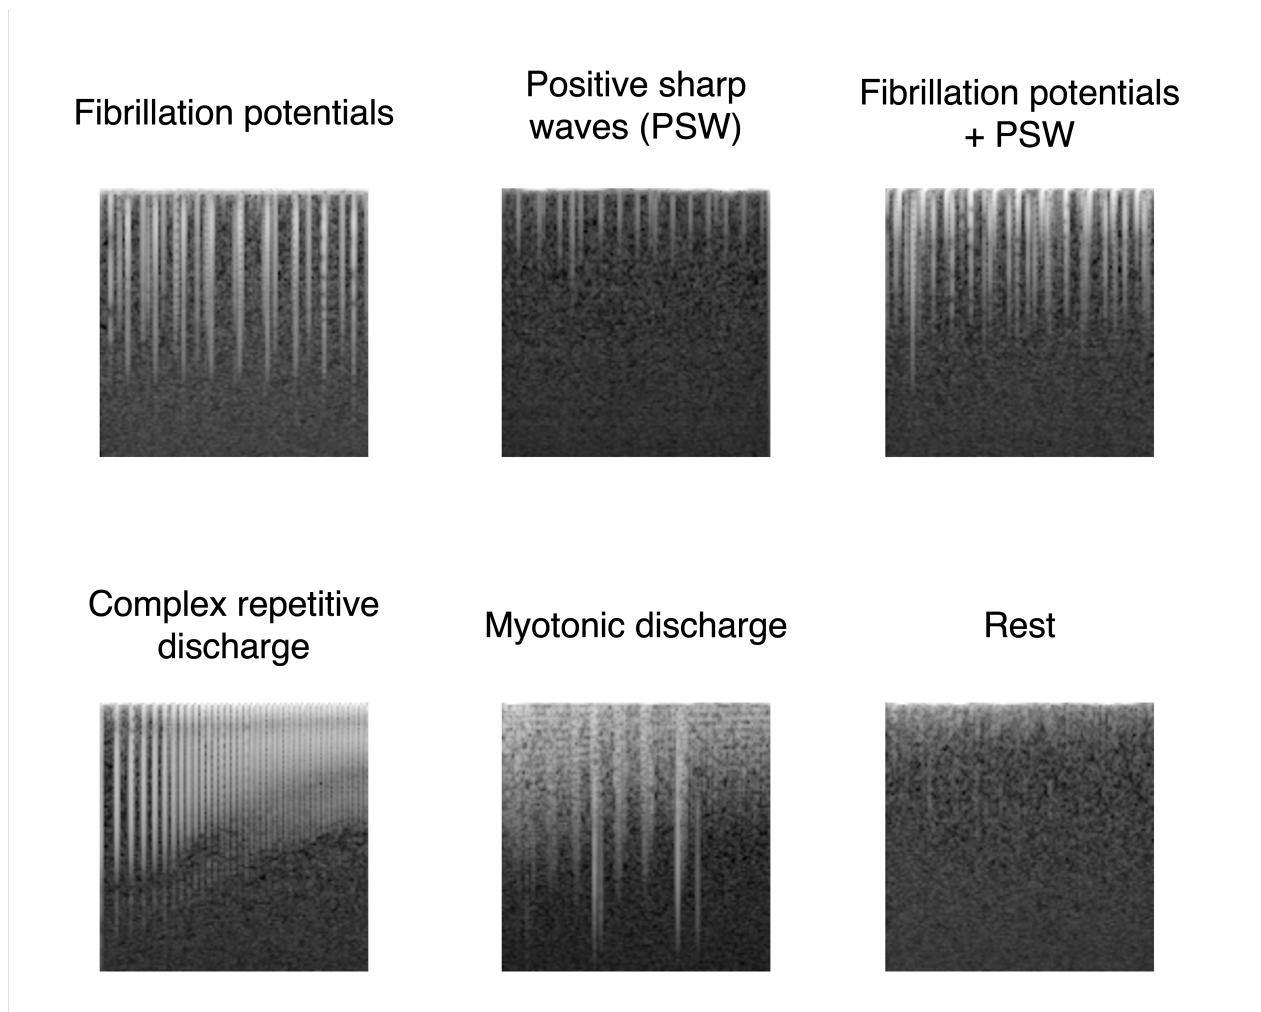 Fibrillation potentials
Positive sharp
waves (PSW)
Fibrillation potentials
+ PSW
Complex repetitive
discharge
Myotonic discharge
Rest